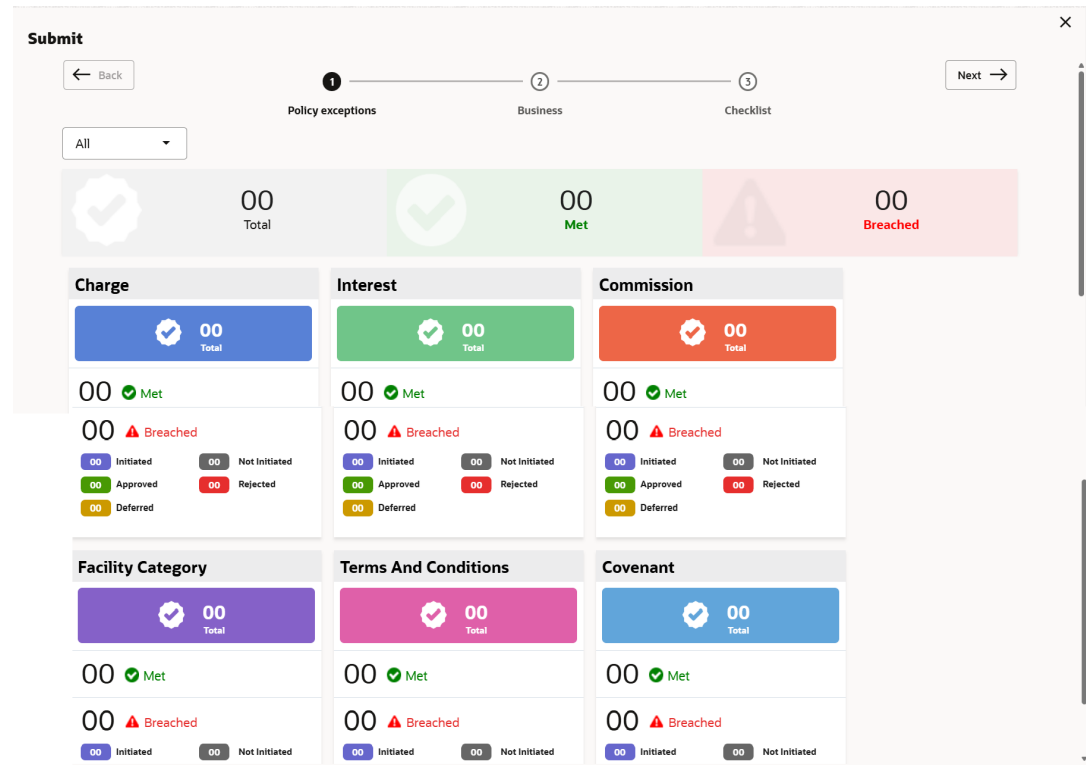 Submit
Back
Next
1
2
3
Policy exceptions
Business
Checklist
All
00
Total
00
Met
00
Breached
Charge
Interest
Commission
00
Total
00
Total
00
Total
00 Met
00 Met
00 Met
00 Breached
00 Breached
00 Breached
00 Initiated 00 Not Initiated
00 Initiated 00 Not Initiated
00 Initiated 00 Not Initiated
00 Approved 00 Rejected
00 Approved 00 Rejected
00 Approved 00 Rejected
00 Deferred
00 Deferred
00 Deferred
Facility Category
Terms And Conditions
Covenant
00
Total
00
Total
00
Total
00 Met
00 Met
00 Met
00 Breached
00 Breached
00 Breached
00 Initiated 00 Not Initiated
00 Initiated 00 Not Initiated
00 Initiated 00 Not Initiated